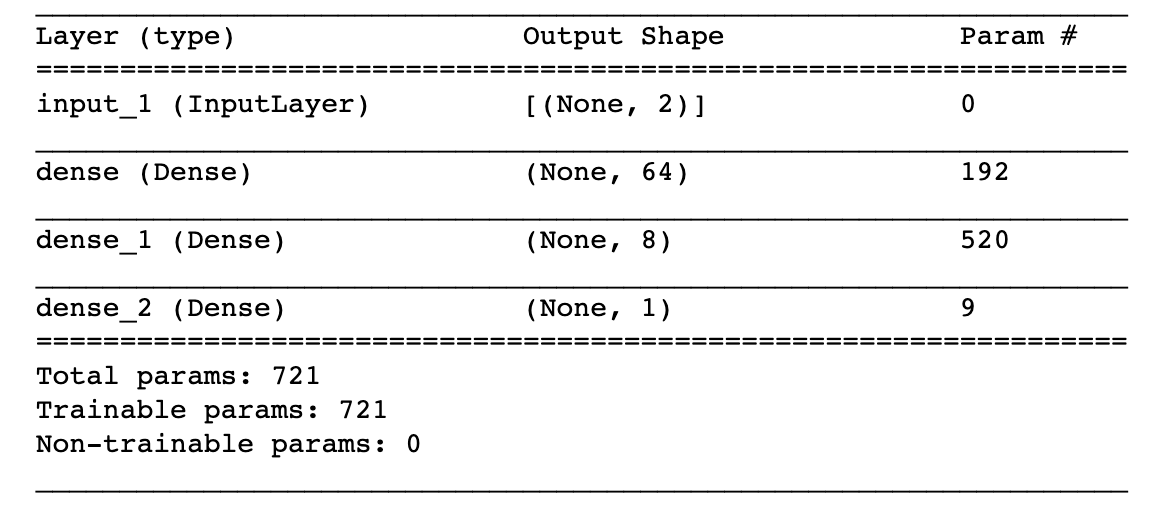 Layer (type) Output Shape Param #
=================================================================
input_1 (InputLayer) [(None, 2)] 0
dense (Dense) (None, 64) 192
dense_1 (Dense) (None, 8) 520
dense_2 (Dense) (None, 1) 9
=================================================================
Total params: 721
Trainable params: 721
Non-trainable params: 0